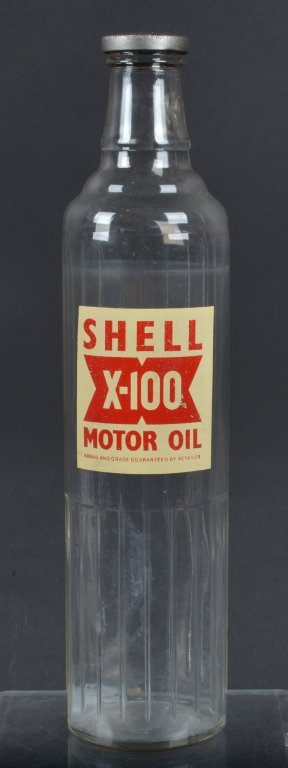 SHELL
X-100
MOTOR OIL
BRAND AND GRADE GUARANTEED BY RETAILER